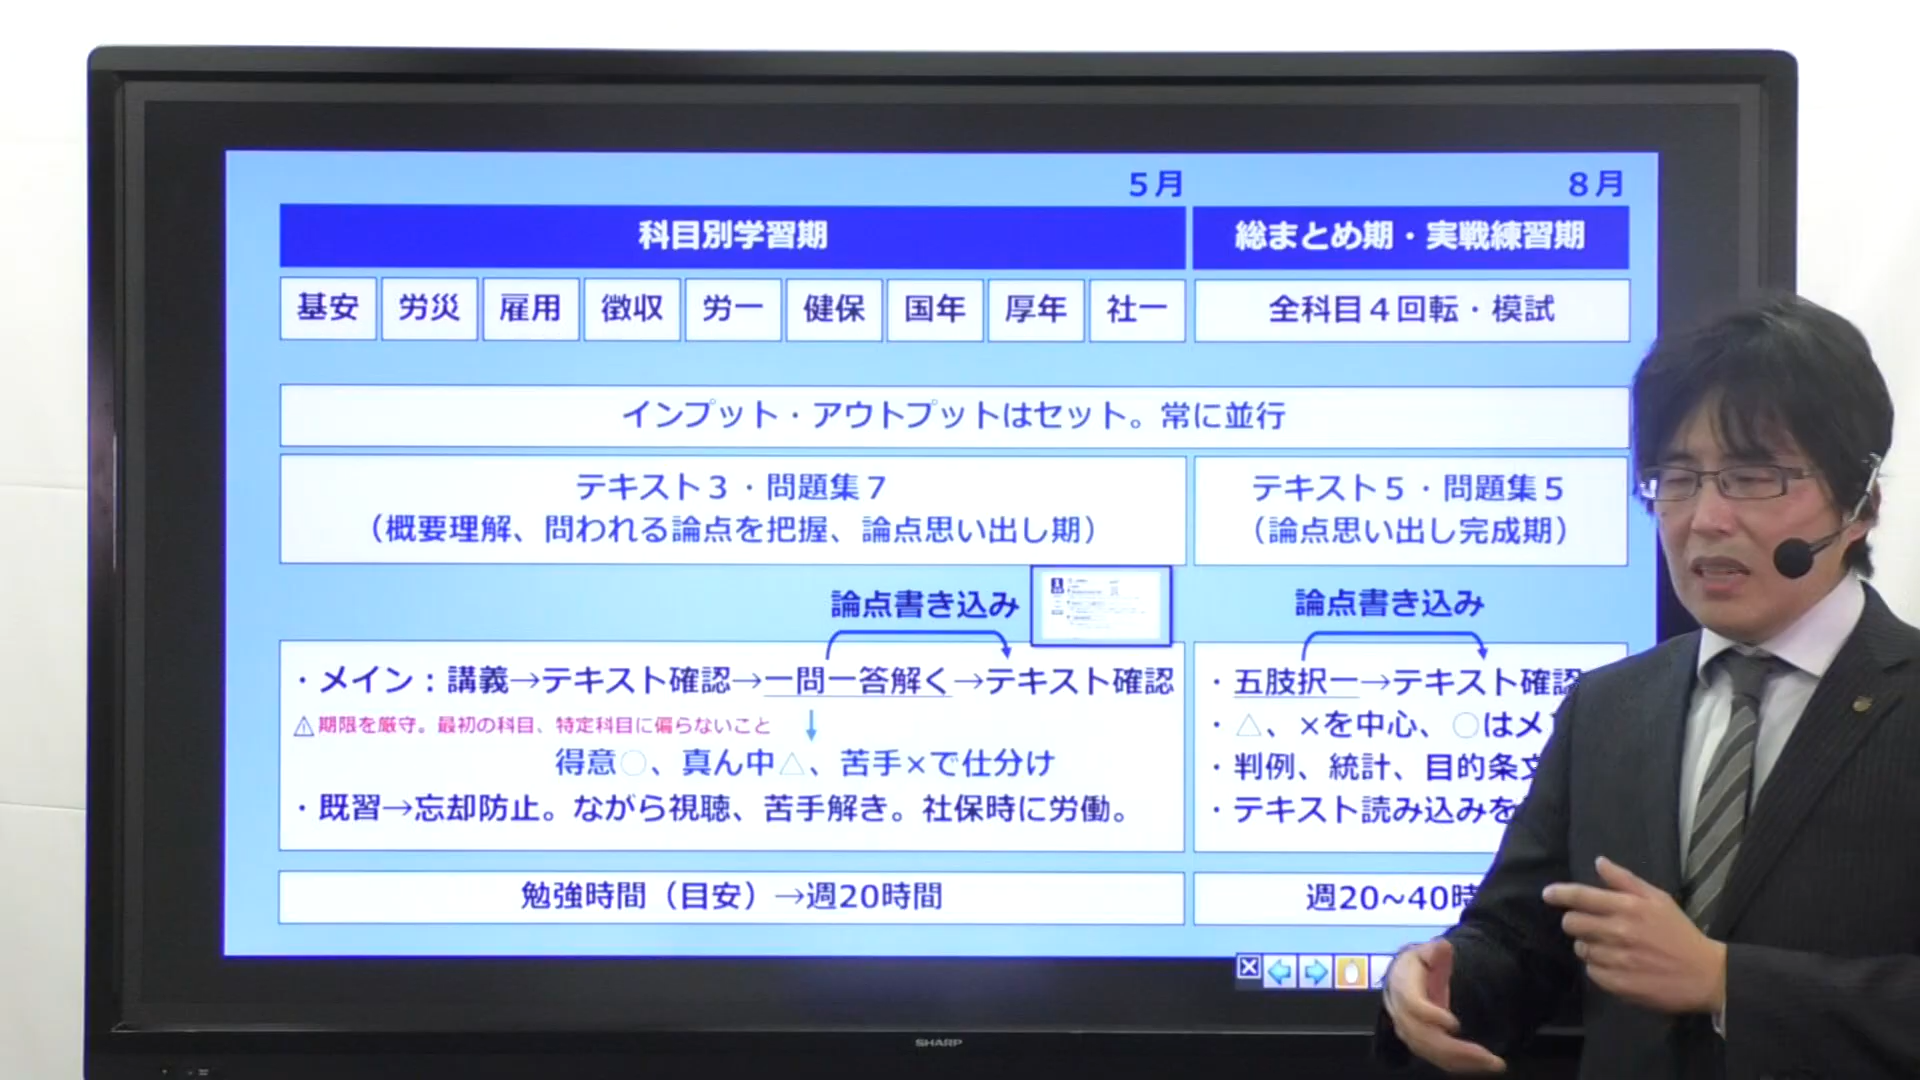 5月
8月
科目別学習期
総まとめ期・実戦練習期
基安
労災
雇用
徴収
労一
健保
国年
厚年
社一
全科目4回転・模試
インプット・アウトプットはセット。常に並行
テキスト3・問題集7
(概要理解、問われる論点を把握、論点思い出し期)
テキスト5・問題集5
(論点思い出し完成期)
論点書き込み
論点書き込み
・メイン:講義→テキスト確認→一問一答解く→テキスト確認
⚠期限を厳守。最初の科目、特定科目に偏らないこと
↓
得意○、真ん中△、苦手×で仕分け
・既習→忘却防止。ながら視聴、苦手解き。社保時に労働。
・五肢択一→テキスト確認
・△、×を中心、○はメ
・判例、統計、目的条文
・テキスト読み込みを
勉強時間(目安)→週20時間
週20~40時
SHARP